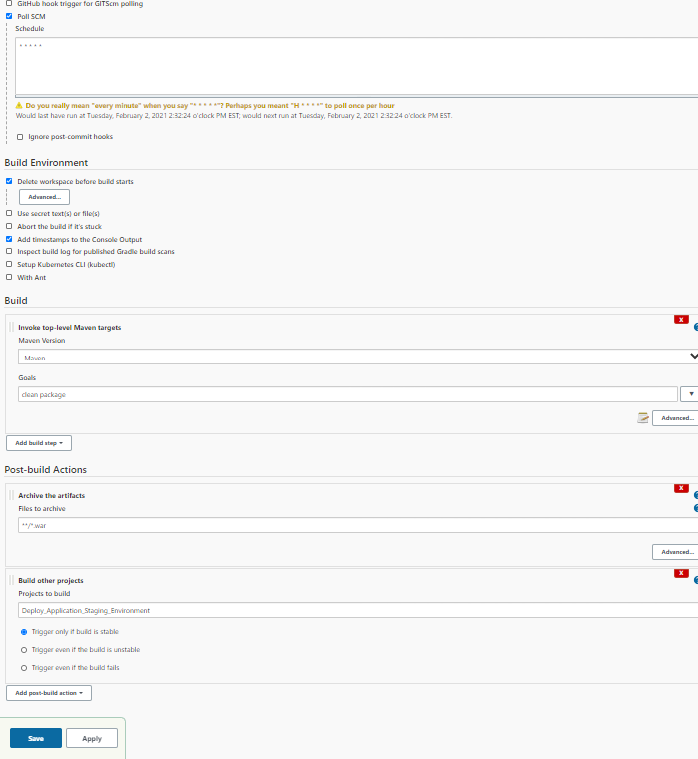 GitHub hook trigger for GITScm polling
Poll SCM
Schedule
* * * * *
Do you really mean "every minute" when you say "* * * * *"? Perhaps you meant "H * * * *" to poll once per hour
Would last have run at Tuesday, February 2, 2021 2:32:24 o'clock PM EST; would next run at Tuesday, February 2, 2021 2:32:24 o'clock PM EST.
Ignore post-commit hooks
Build Environment
Delete workspace before build starts
Advanced...
Use secret text(s) or file(s)
Abort the build if it's stuck
Add timestamps to the Console Output
Inspect build log for published Gradle build scans
Setup Kubernetes CLI (kubectl)
With Ant
Build
X
Invoke top-level Maven targets
Maven Version
Maven
Goals
clean package
Advanced...
Add build step
Post-build Actions
X
Archive the artifacts
Files to archive
**/*.war
Advanced...
X
Build other projects
Projects to build
Deploy_Application_Staging_Environment
Trigger only if build is stable
Trigger even if the build is unstable
Trigger even if the build fails
Add post-build action
Save Apply